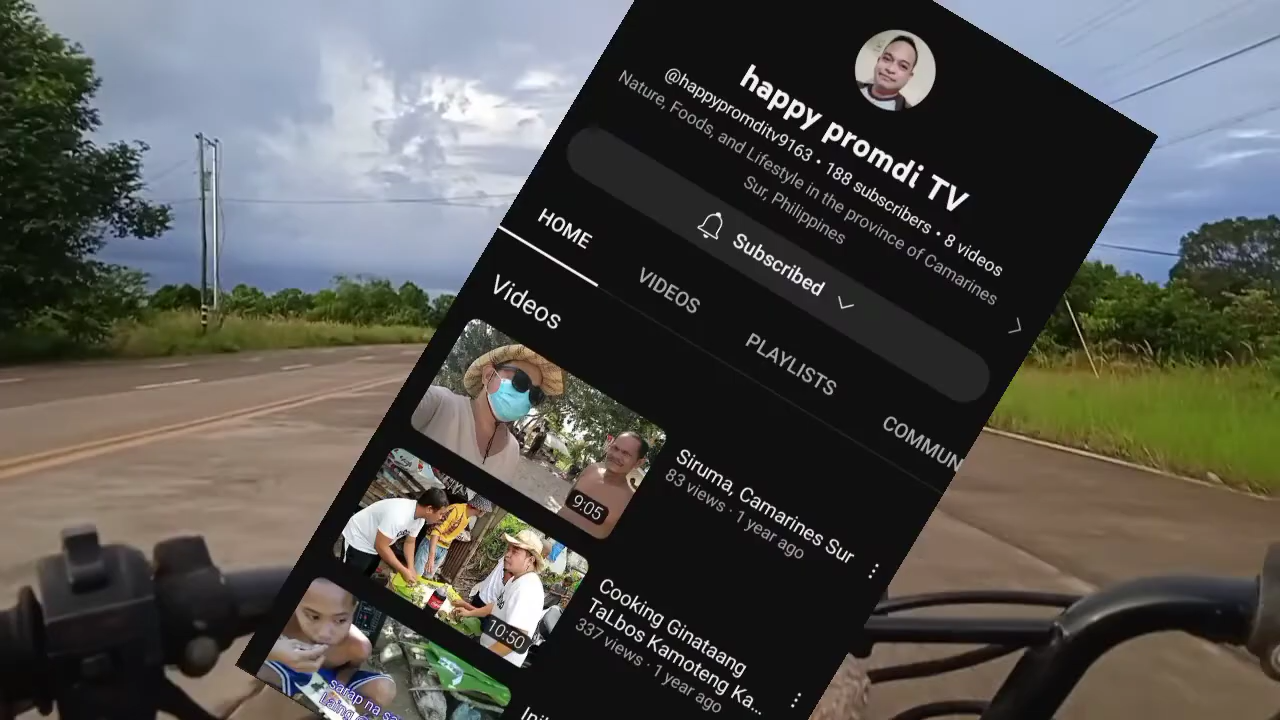 happy promdi TV
@happypromditv9163 • 188 subscribers • 8 videos
Nature, Foods, and Lifestyle in the province of Camarines
Sur, Philippines
Subscribed
HOME
VIDEOS
PLAYLISTS
COMMUN
Videos
9:05
Siruma, Camarines Sur
83 views · 1 year ago
10:50
Cooking Ginataang
TaLbos Kamoteng Ka...
337 views · 1 year ago
sarap na sa